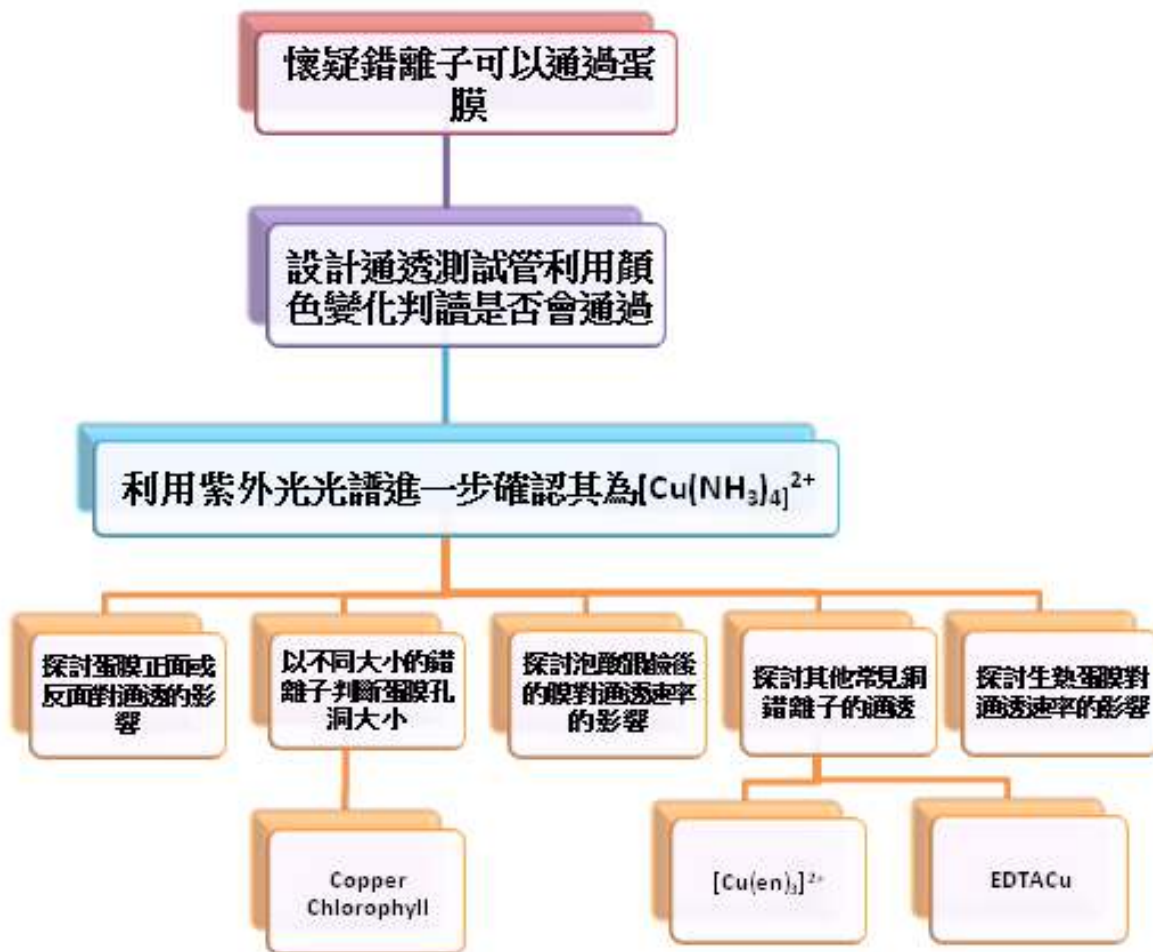 懷疑錯離子可以通過蛋
膜
設計通透測試管利用顏
色變化判讀是否會通過
利用紫外光光譜進一步確認其為[Cu(NH₃)₄]²⁺
探討蛋膜正面或
反面對通透的影
響
以不同大小的錯
離子判斷蛋膜孔
洞大小
探討泡酸鹼後
的膜對通透速率
的影響
探討其他常見銅
錯離子的通透
探討生熟蛋膜對
通透速率的影響
Copper
Chlorophyll
[Cu(en)₃]²⁺
EDTACu